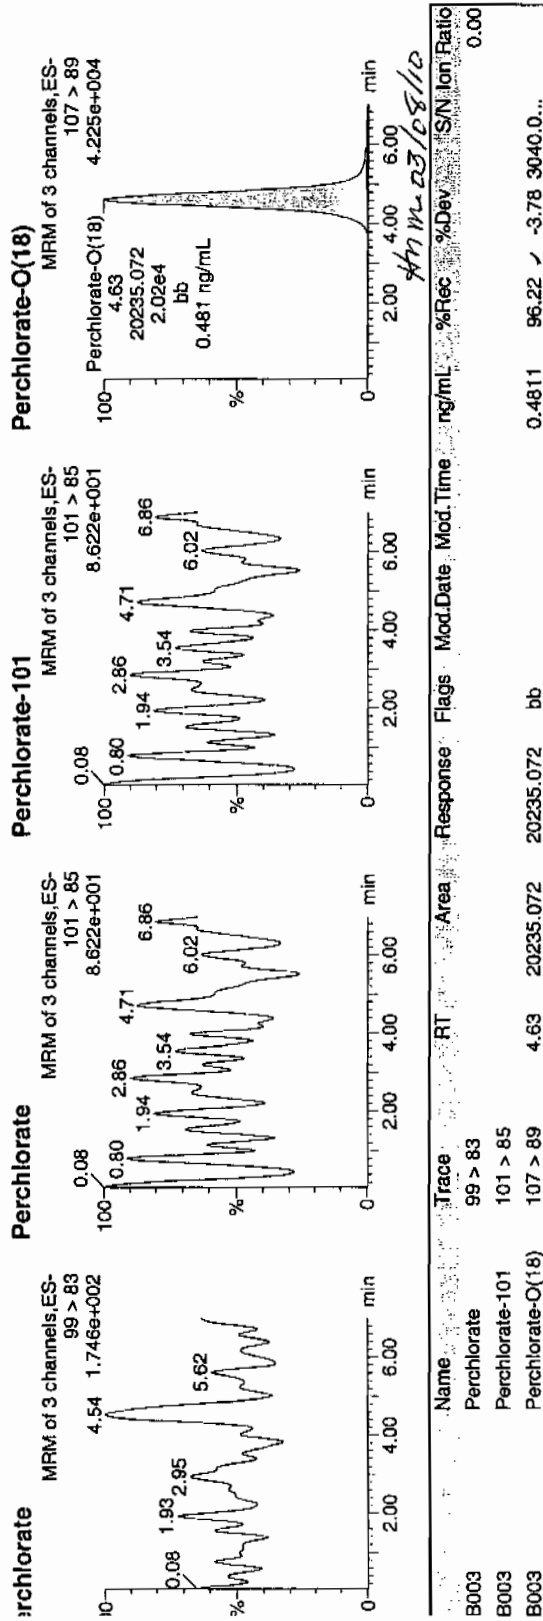 erchlorate
MRM of 3 channels,ES-
99 > 83
1.746e+002
4.54
0.08
1.93
2.95
5.62
100
%
0
2.00
4.00
6.00
min
Perchlorate
MRM of 3 channels,ES-
101 > 85
8.622e+001
0.08
0.80
1.94
2.86
3.54
4.71
6.02
6.86
100
%
0
2.00
4.00
6.00
min
Perchlorate-101
MRM of 3 channels,ES-
101 > 85
8.622e+001
0.08
0.80
1.94
2.86
3.54
4.71
6.02
6.86
100
%
0
2.00
4.00
6.00
min
Perchlorate-O(18)
MRM of 3 channels,ES-
107 > 89
4.225e+004
Perchlorate-O(18)
4.63
20235.072
2.02e4
bb
0.481 ng/mL
100
%
0
2.00
4.00
6.00
min
03/08/10
Name Trace RT Area Response Flags Mod.Date Mod.Time ng/mL %Rec %Dev S/N Ion Ratio
B003 Perchlorate 99 > 83 0.00
B003 Perchlorate-101 101 > 85
B003 Perchlorate-O(18) 107 > 89 4.63 20235.072 20235.072 bb 0.4811 96.22 ✓ -3.78 3040.0...